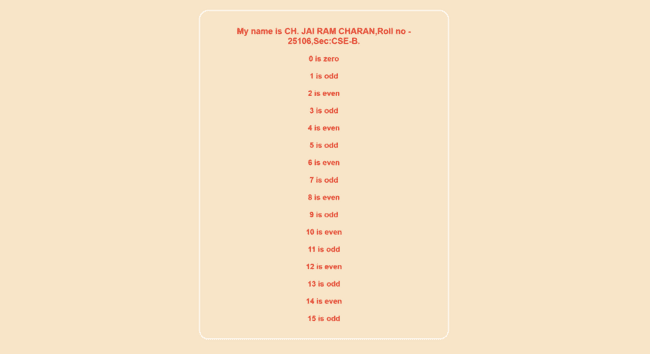 My name is CH. JAI RAM CHARAN,Roll no -
25106,Sec:CSE-B.
0 is zero
1 is odd
2 is even
3 is odd
4 is even
5 is odd
6 is even
7 is odd
8 is even
9 is odd
10 is even
11 is odd
12 is even
13 is odd
14 is even
15 is odd